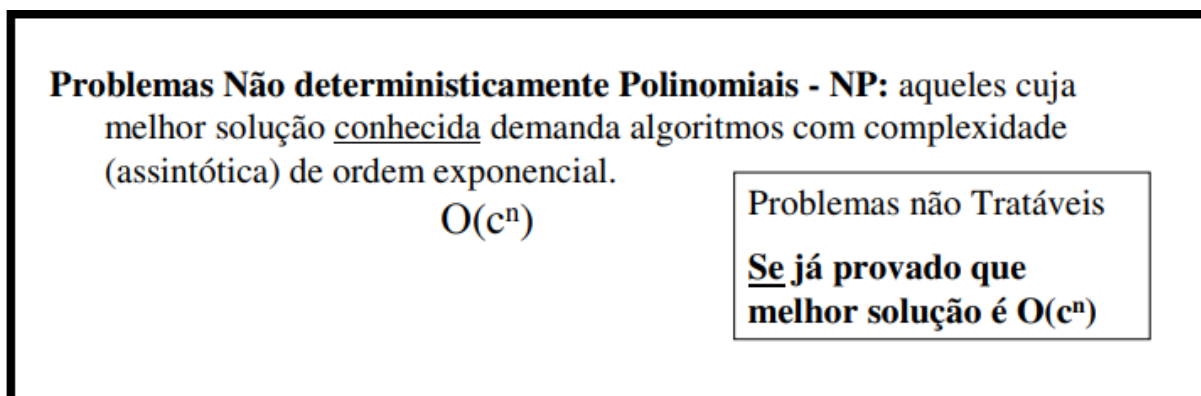 Problemas Não deterministicamente Polinomiais - NP: aqueles cuja
melhor solução conhecida demanda algoritmos com complexidade
(assintótica) de ordem exponencial.
O(cⁿ)
Problemas não Tratáveis
Se já provado que
melhor solução é O(cⁿ)